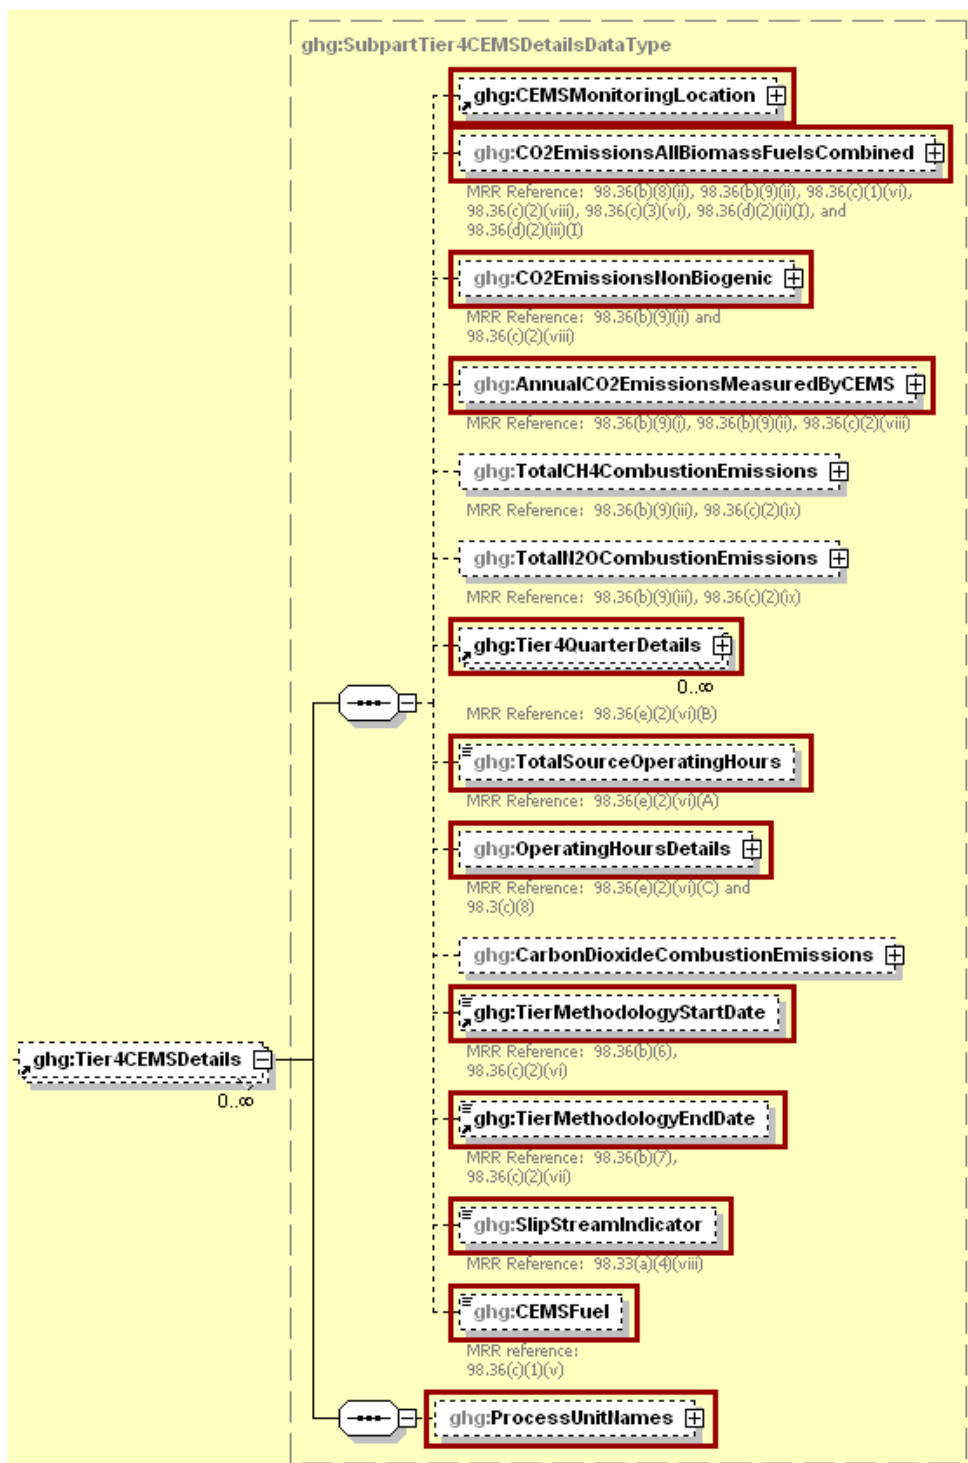 ghg:SubpartTier4CEMSDetailsDataType
ghg:CEMSMonitoringLocation
ghg:CO2EmissionsAllBiomassFuelsCombined
MRR Reference: 98.36(b)(8)(ii), 98.36(b)(9)(ii), 98.36(c)(1)(vi),
98.36(c)(2)(viii), 98.36(c)(3)(vi), 98.36(d)(2)(ii)(I), and
98.36(d)(2)(iii)(I)
ghg:CO2EmissionsNonBiogenic
MRR Reference: 98.36(b)(9)(ii) and
98.36(c)(2)(viii)
ghg:AnnualCO2EmissionsMeasuredByCEMS
MRR Reference: 98.36(b)(9)(i), 98.36(b)(9)(ii), 98.36(c)(2)(viii)
ghg:TotalCH4CombustionEmissions
MRR Reference: 98.36(b)(9)(iii), 98.36(c)(2)(ix)
ghg:TotalN2OCombustionEmissions
MRR Reference: 98.36(b)(9)(iii), 98.36(c)(2)(ix)
ghg:Tier4QuarterDetails
0..∞
MRR Reference: 98.36(e)(2)(vi)(B)
ghg:TotalSourceOperatingHours
MRR Reference: 98.36(e)(2)(vi)(A)
ghg:OperatingHoursDetails
MRR Reference: 98.36(e)(2)(vi)(C) and
98.3(c)(8)
ghg:CarbonDioxideCombustionEmissions
ghg:TierMethodologyStartDate
MRR Reference: 98.36(b)(6),
98.36(c)(2)(vi)
ghg:Tier4CEMSDetails
0..∞
ghg:TierMethodologyEndDate
MRR Reference: 98.36(b)(7),
98.36(c)(2)(vii)
ghg:SlipStreamIndicator
MRR Reference: 98.33(a)(4)(viii)
ghg:CEMSFuel
MRR reference:
98.36(c)(1)(v)
ghg:ProcessUnitNames